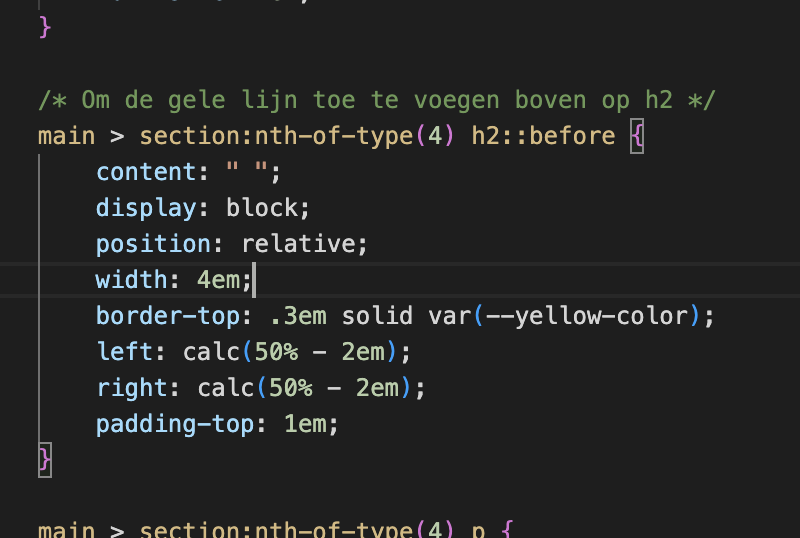 }
/* Om de gele lijn toe te voegen boven op h2 */
main > section:nth-of-type(4) h2::before {
content: " ";
display: block;
position: relative;
width: 4em;
border-top: .3em solid var(--yellow-color);
left: calc(50% - 2em);
right: calc(50% - 2em);
padding-top: 1em;
}
main > section:nth-of-type(4) p {